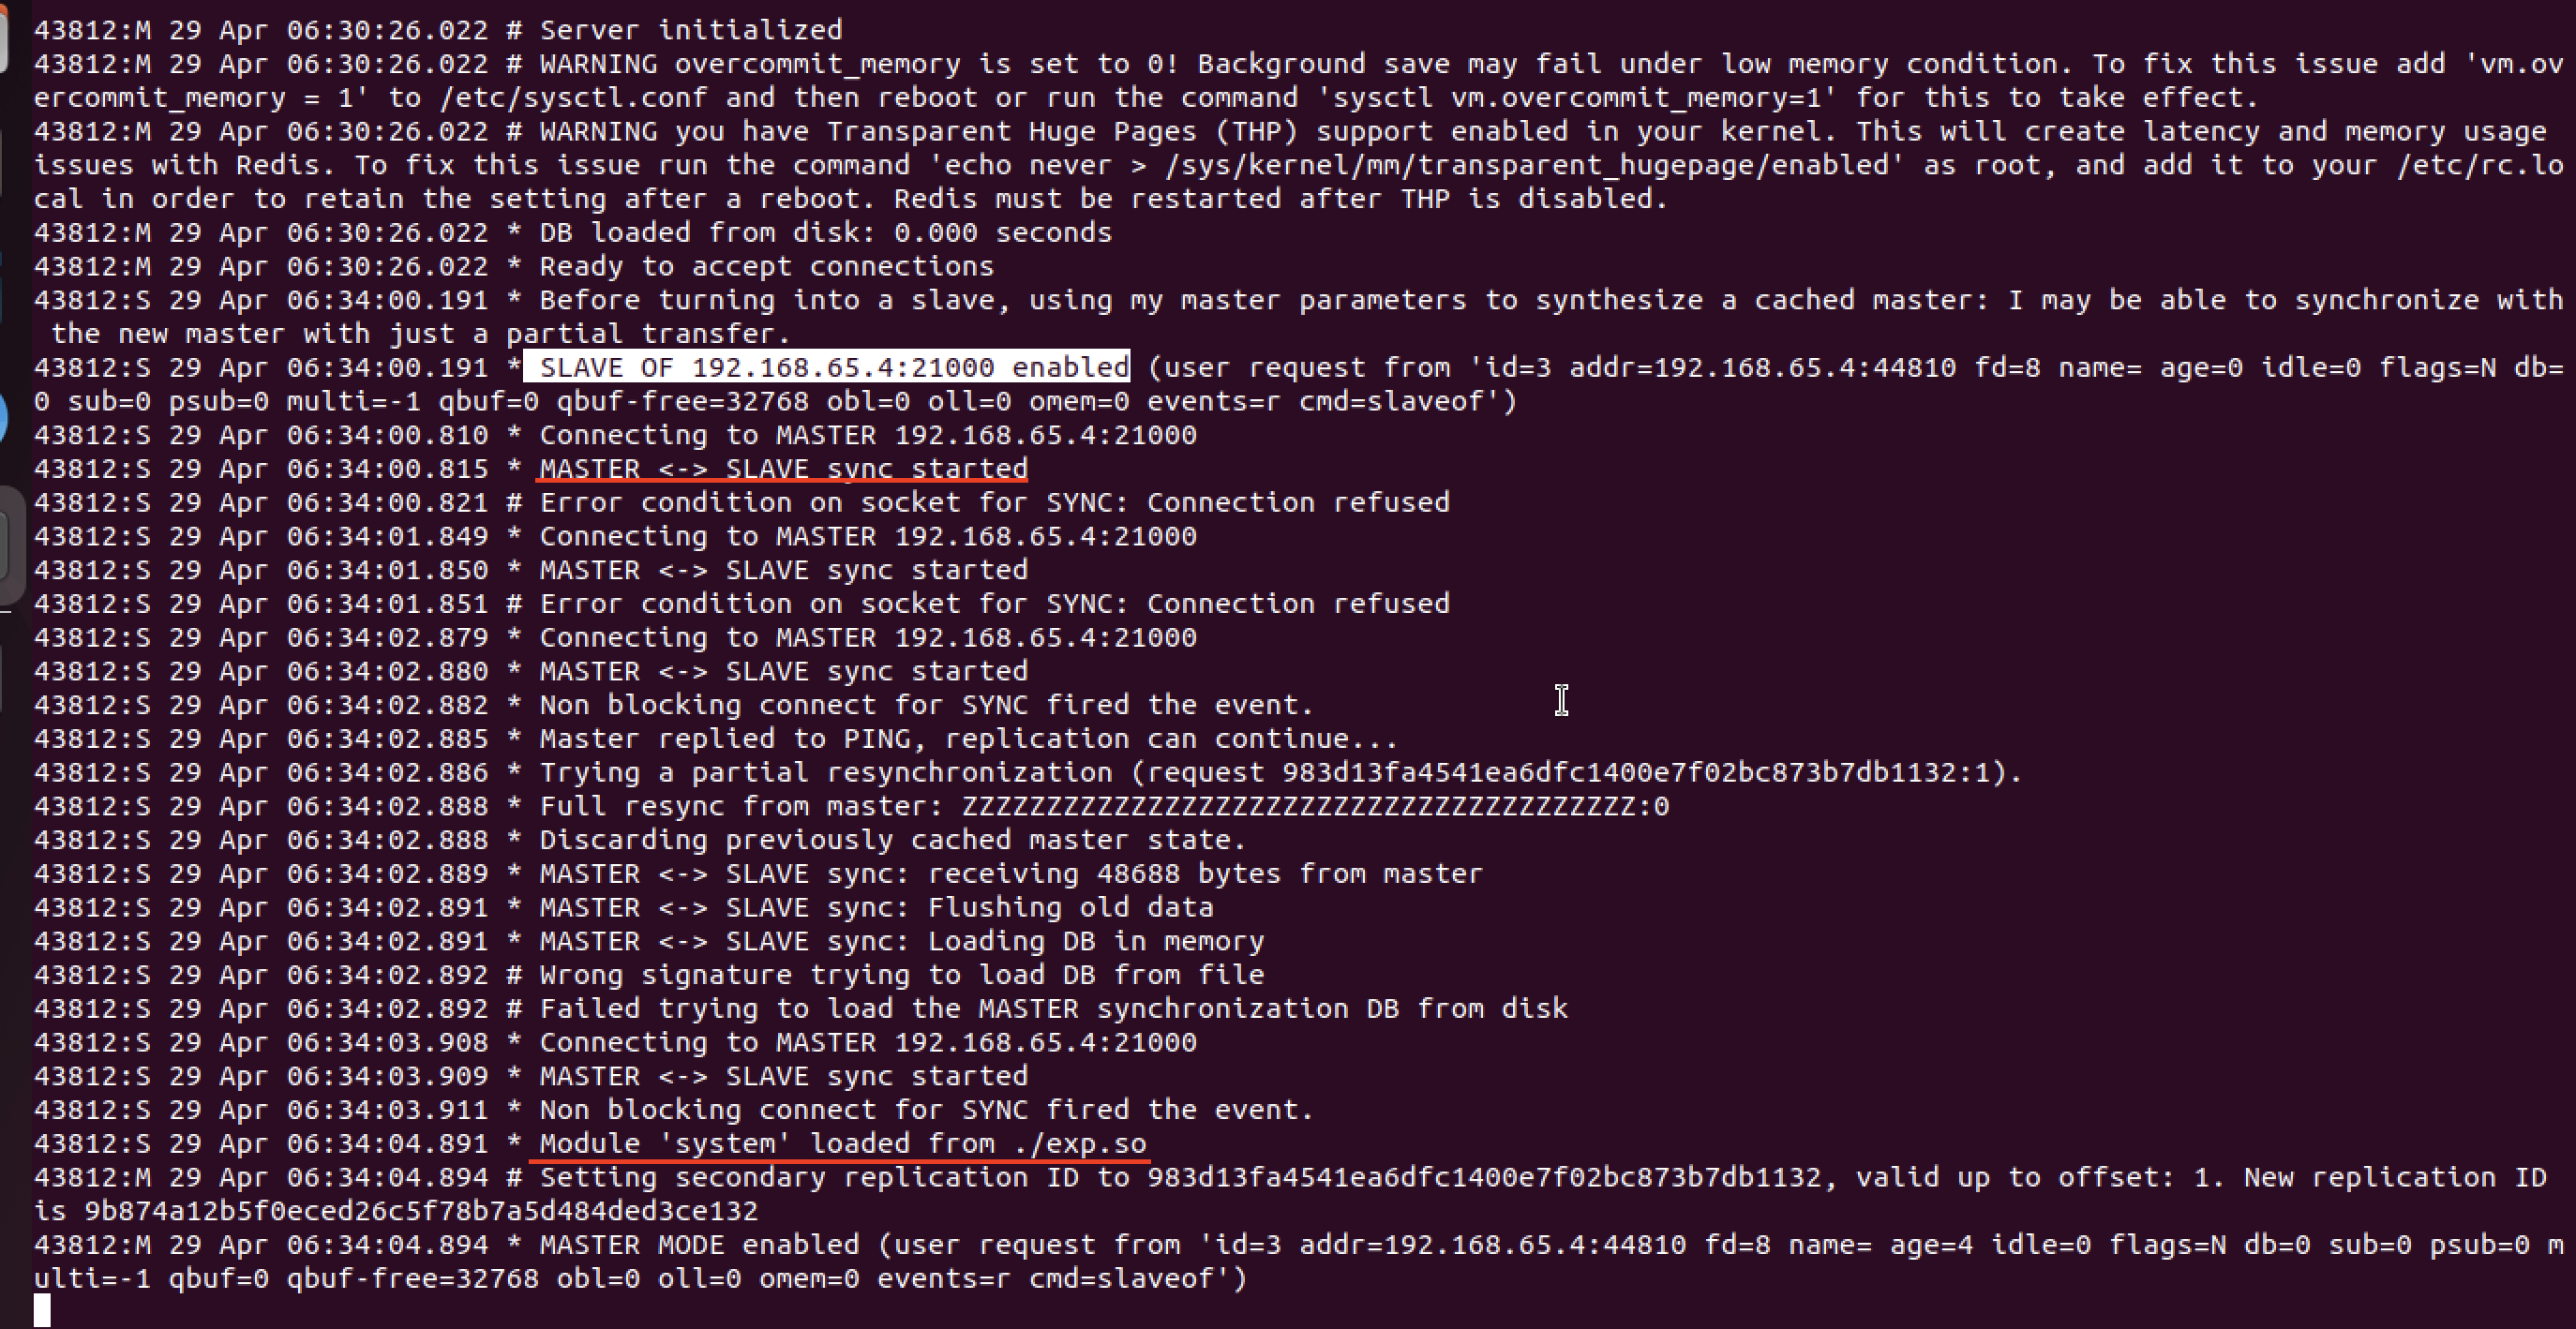 43812:M 29 Apr 06:30:26.022 # Server initialized
43812:M 29 Apr 06:30:26.022 # WARNING overcommit_memory is set to 0! Background save may fail under low memory condition. To fix this issue add 'vm.ov
ercommit_memory = 1' to /etc/sysctl.conf and then reboot or run the command 'sysctl vm.overcommit_memory=1' for this to take effect.
43812:M 29 Apr 06:30:26.022 # WARNING you have Transparent Huge Pages (THP) support enabled in your kernel. This will create latency and memory usage
issues with Redis. To fix this issue run the command 'echo never > /sys/kernel/mm/transparent_hugepage/enabled' as root, and add it to your /etc/rc.lo
cal in order to retain the setting after a reboot. Redis must be restarted after THP is disabled.
43812:M 29 Apr 06:30:26.022 * DB loaded from disk: 0.000 seconds
43812:M 29 Apr 06:30:26.022 * Ready to accept connections
43812:S 29 Apr 06:34:00.191 * Before turning into a slave, using my master parameters to synthesize a cached master: I may be able to synchronize with
 the new master with just a partial transfer.
43812:S 29 Apr 06:34:00.191 * SLAVE OF 192.168.65.4:21000 enabled (user request from 'id=3 addr=192.168.65.4:44810 fd=8 name= age=0 idle=0 flags=N db=
0 sub=0 psub=0 multi=-1 qbuf=0 qbuf-free=32768 obl=0 oll=0 omem=0 events=r cmd=slaveof')
43812:S 29 Apr 06:34:00.810 * Connecting to MASTER 192.168.65.4:21000
43812:S 29 Apr 06:34:00.815 * MASTER <-> SLAVE sync started
43812:S 29 Apr 06:34:00.821 # Error condition on socket for SYNC: Connection refused
43812:S 29 Apr 06:34:01.849 * Connecting to MASTER 192.168.65.4:21000
43812:S 29 Apr 06:34:01.850 * MASTER <-> SLAVE sync started
43812:S 29 Apr 06:34:01.851 # Error condition on socket for SYNC: Connection refused
43812:S 29 Apr 06:34:02.879 * Connecting to MASTER 192.168.65.4:21000
43812:S 29 Apr 06:34:02.880 * MASTER <-> SLAVE sync started
43812:S 29 Apr 06:34:02.882 * Non blocking connect for SYNC fired the event.
43812:S 29 Apr 06:34:02.885 * Master replied to PING, replication can continue...
43812:S 29 Apr 06:34:02.886 * Trying a partial resynchronization (request 983d13fa4541ea6dfc1400e7f02bc873b7db1132:1).
43812:S 29 Apr 06:34:02.888 * Full resync from master: ZZZZZZZZZZZZZZZZZZZZZZZZZZZZZZZZZZZZZZZZ:0
43812:S 29 Apr 06:34:02.888 * Discarding previously cached master state.
43812:S 29 Apr 06:34:02.889 * MASTER <-> SLAVE sync: receiving 48688 bytes from master
43812:S 29 Apr 06:34:02.891 * MASTER <-> SLAVE sync: Flushing old data
43812:S 29 Apr 06:34:02.891 * MASTER <-> SLAVE sync: Loading DB in memory
43812:S 29 Apr 06:34:02.892 # Wrong signature trying to load DB from file
43812:S 29 Apr 06:34:02.892 # Failed trying to load the MASTER synchronization DB from disk
43812:S 29 Apr 06:34:03.908 * Connecting to MASTER 192.168.65.4:21000
43812:S 29 Apr 06:34:03.909 * MASTER <-> SLAVE sync started
43812:S 29 Apr 06:34:03.911 * Non blocking connect for SYNC fired the event.
43812:S 29 Apr 06:34:04.891 * Module 'system' loaded from ./exp.so
43812:M 29 Apr 06:34:04.894 # Setting secondary replication ID to 983d13fa4541ea6dfc1400e7f02bc873b7db1132, valid up to offset: 1. New replication ID
is 9b874a12b5f0eced26c5f78b7a5d484ded3ce132
43812:M 29 Apr 06:34:04.894 * MASTER MODE enabled (user request from 'id=3 addr=192.168.65.4:44810 fd=8 name= age=4 idle=0 flags=N db=0 sub=0 psub=0 m
ulti=-1 qbuf=0 qbuf-free=32768 obl=0 oll=0 omem=0 events=r cmd=slaveof')